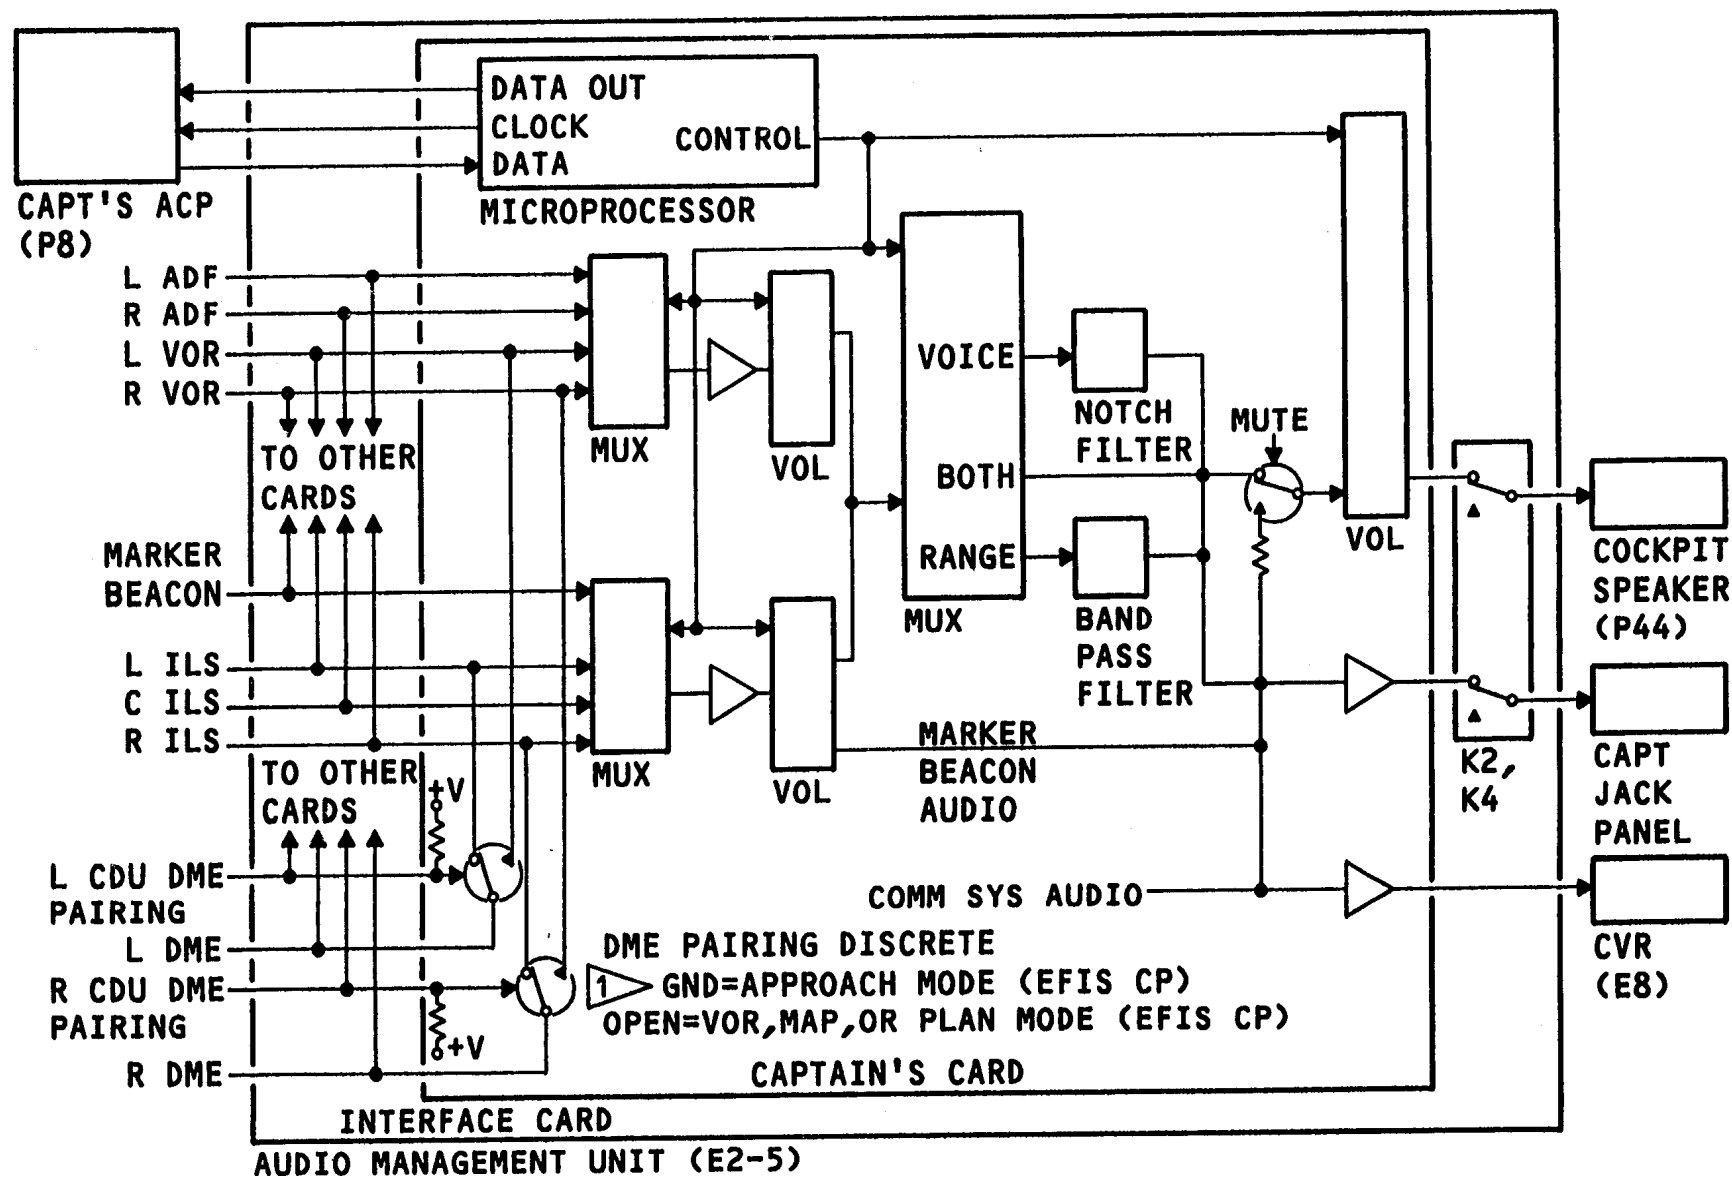 DATA OUT
CLOCK
CONTROL
DATA
CAPT'S ACP
(P8)
MICROPROCESSOR
L ADF
R ADF
L VOR
R VOR
TO OTHER
CARDS
MUX
VOL
VOICE
BOTH
RANGE
MUX
NOTCH
FILTER
BAND
PASS
FILTER
MUTE
VOL
COCKPIT
SPEAKER
(P44)
MARKER
BEACON
L ILS
C ILS
R ILS
TO OTHER
CARDS
+V
MUX
VOL
MARKER
BEACON
AUDIO
K2,
K4
CAPT
JACK
PANEL
L CDU DME
PAIRING
L DME
R CDU DME
PAIRING
+V
R DME
COMM SYS AUDIO
CVR
(E8)
DME PAIRING DISCRETE
1 GND=APPROACH MODE (EFIS CP)
OPEN=VOR,MAP,OR PLAN MODE (EFIS CP)
CAPTAIN'S CARD
INTERFACE CARD
AUDIO MANAGEMENT UNIT (E2-5)